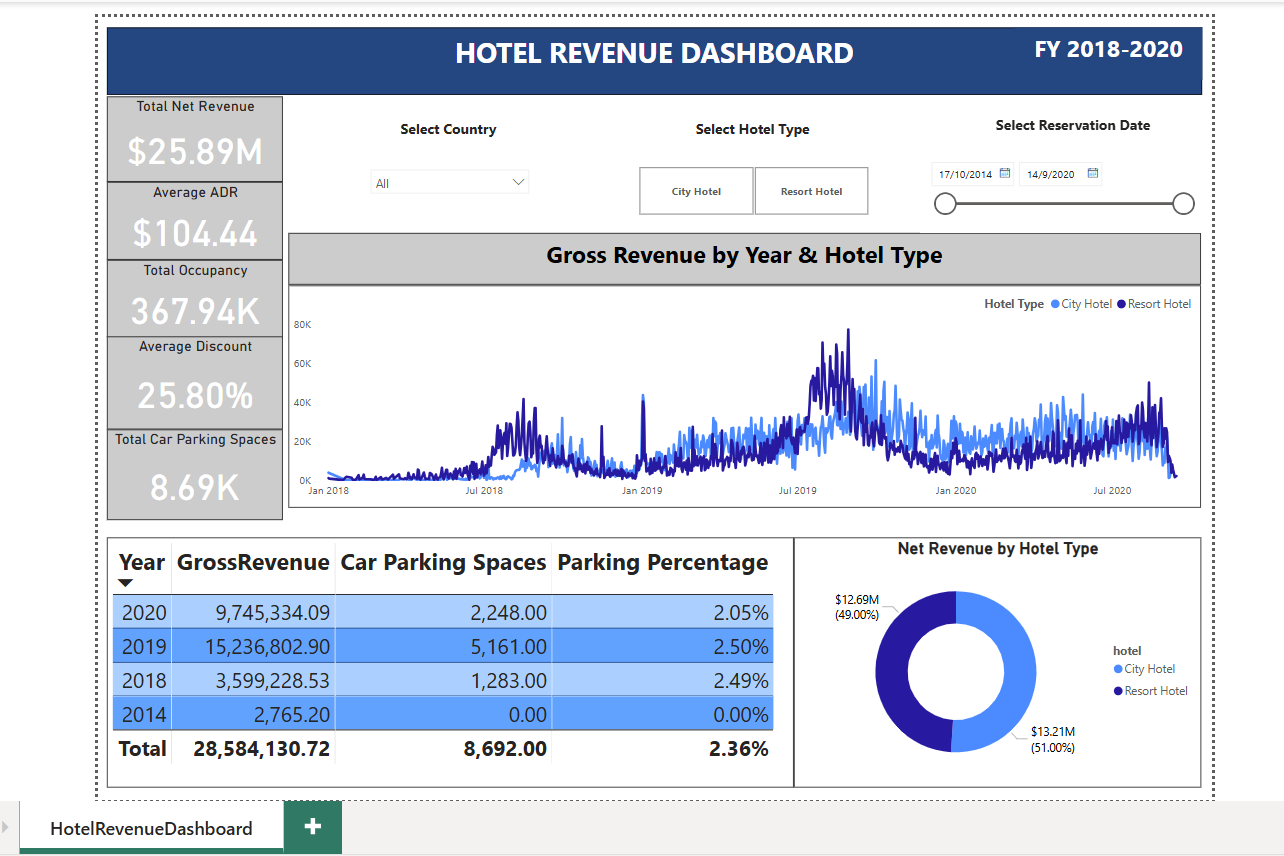 HOTEL REVENUE DASHBOARD
FY 2018-2020
Total Net Revenue
$25.89M
Average ADR
$104.44
Total Occupancy
367.94K
Average Discount
25.80%
Total Car Parking Spaces
8.69K
Select Country
All
Select Hotel Type
City Hotel
Resort Hotel
Select Reservation Date
17/10/2014
14/9/2020
Gross Revenue by Year & Hotel Type
Hotel Type City Hotel Resort Hotel
80K
60K
40K
20K
0K
Jan 2018 Jul 2018 Jan 2019 Jul 2019 Jan 2020 Jul 2020
Year GrossRevenue Car Parking Spaces Parking Percentage
2020 9,745,334.09 2,248.00 2.05%
2019 15,236,802.90 5,161.00 2.50%
2018 3,599,228.53 1,283.00 2.49%
2014 2,765.20 0.00 0.00%
Total 28,584,130.72 8,692.00 2.36%
Net Revenue by Hotel Type
$12.69M
(49.00%)
$13.21M
(51.00%)
hotel
City Hotel
Resort Hotel
HotelRevenueDashboard